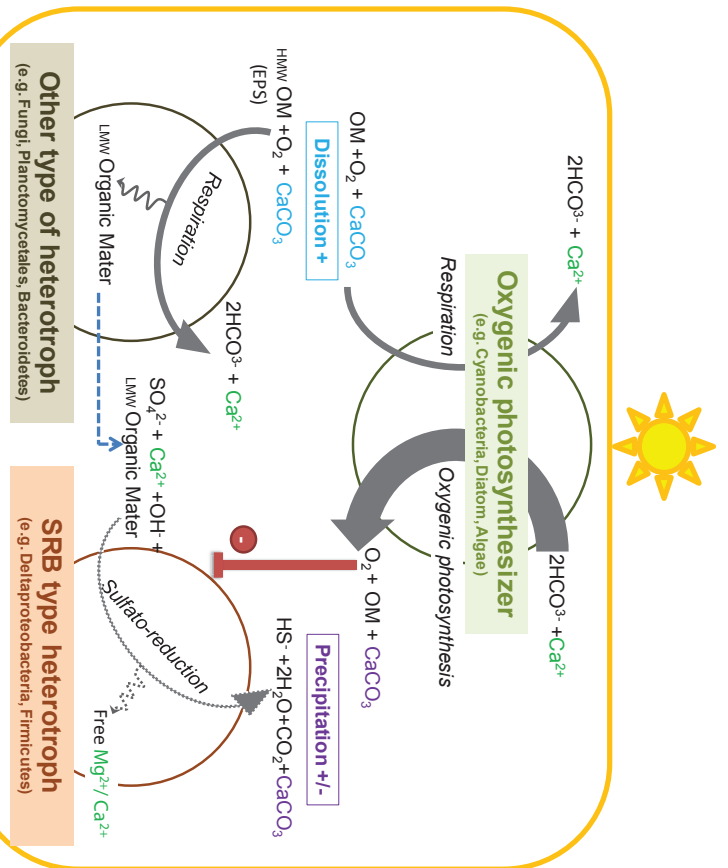 2HCO³⁻ + Ca²⁺
Oxygenic photosynthesizer
(e.g. Cyanobacteria, Diatom, Algae)
2HCO³⁻ +Ca²⁺
Respiration
Oxygenic photosynthesis
OM +O₂ + CaCO₃
Dissolution +
HMW OM +O₂ + CaCO₃
(EPS)
O₂ + OM + CaCO₃
Precipitation +/-
HS⁻ +2H₂O+CO₂+CaCO₃
-
Respiration
2HCO³⁻ + Ca²⁺
LMW Organic Mater
SO₄²⁻ + Ca²⁺ +OH⁻ +
LMW Organic Mater
Sulfato-reduction
Free Mg²⁺/ Ca²⁺
Other type of heterotroph
(e.g. Fungi, Planctomycetales, Bacteroidetes)
SRB type heterotroph
(e.g. Deltaproteobacteria, Firmicutes)